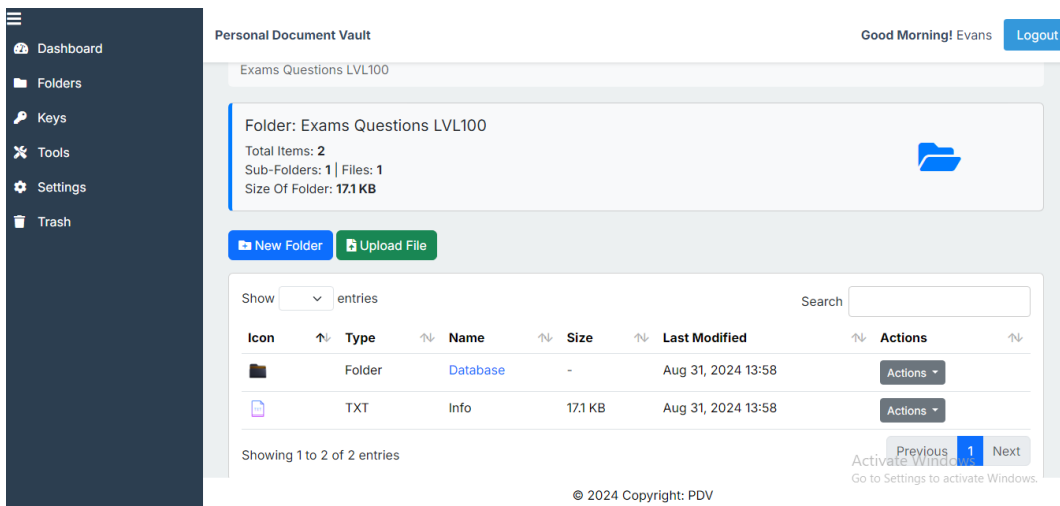 Dashboard
Folders
Keys
Tools
Settings
Trash
Personal Document Vault
Good Morning! Evans
Logout
Exams Questions LVL100
Folder: Exams Questions LVL100
Total Items: 2
Sub-Folders: 1 | Files: 1
Size Of Folder: 17.1 KB
New Folder
Upload File
Show entries
Search
Icon Type Name Size Last Modified Actions
Folder Database - Aug 31, 2024 13:58 Actions
TXT Info 17.1 KB Aug 31, 2024 13:58 Actions
Showing 1 to 2 of 2 entries
Previous 1 Next
Activate Windows
Go to Settings to activate Windows.
© 2024 Copyright: PDV